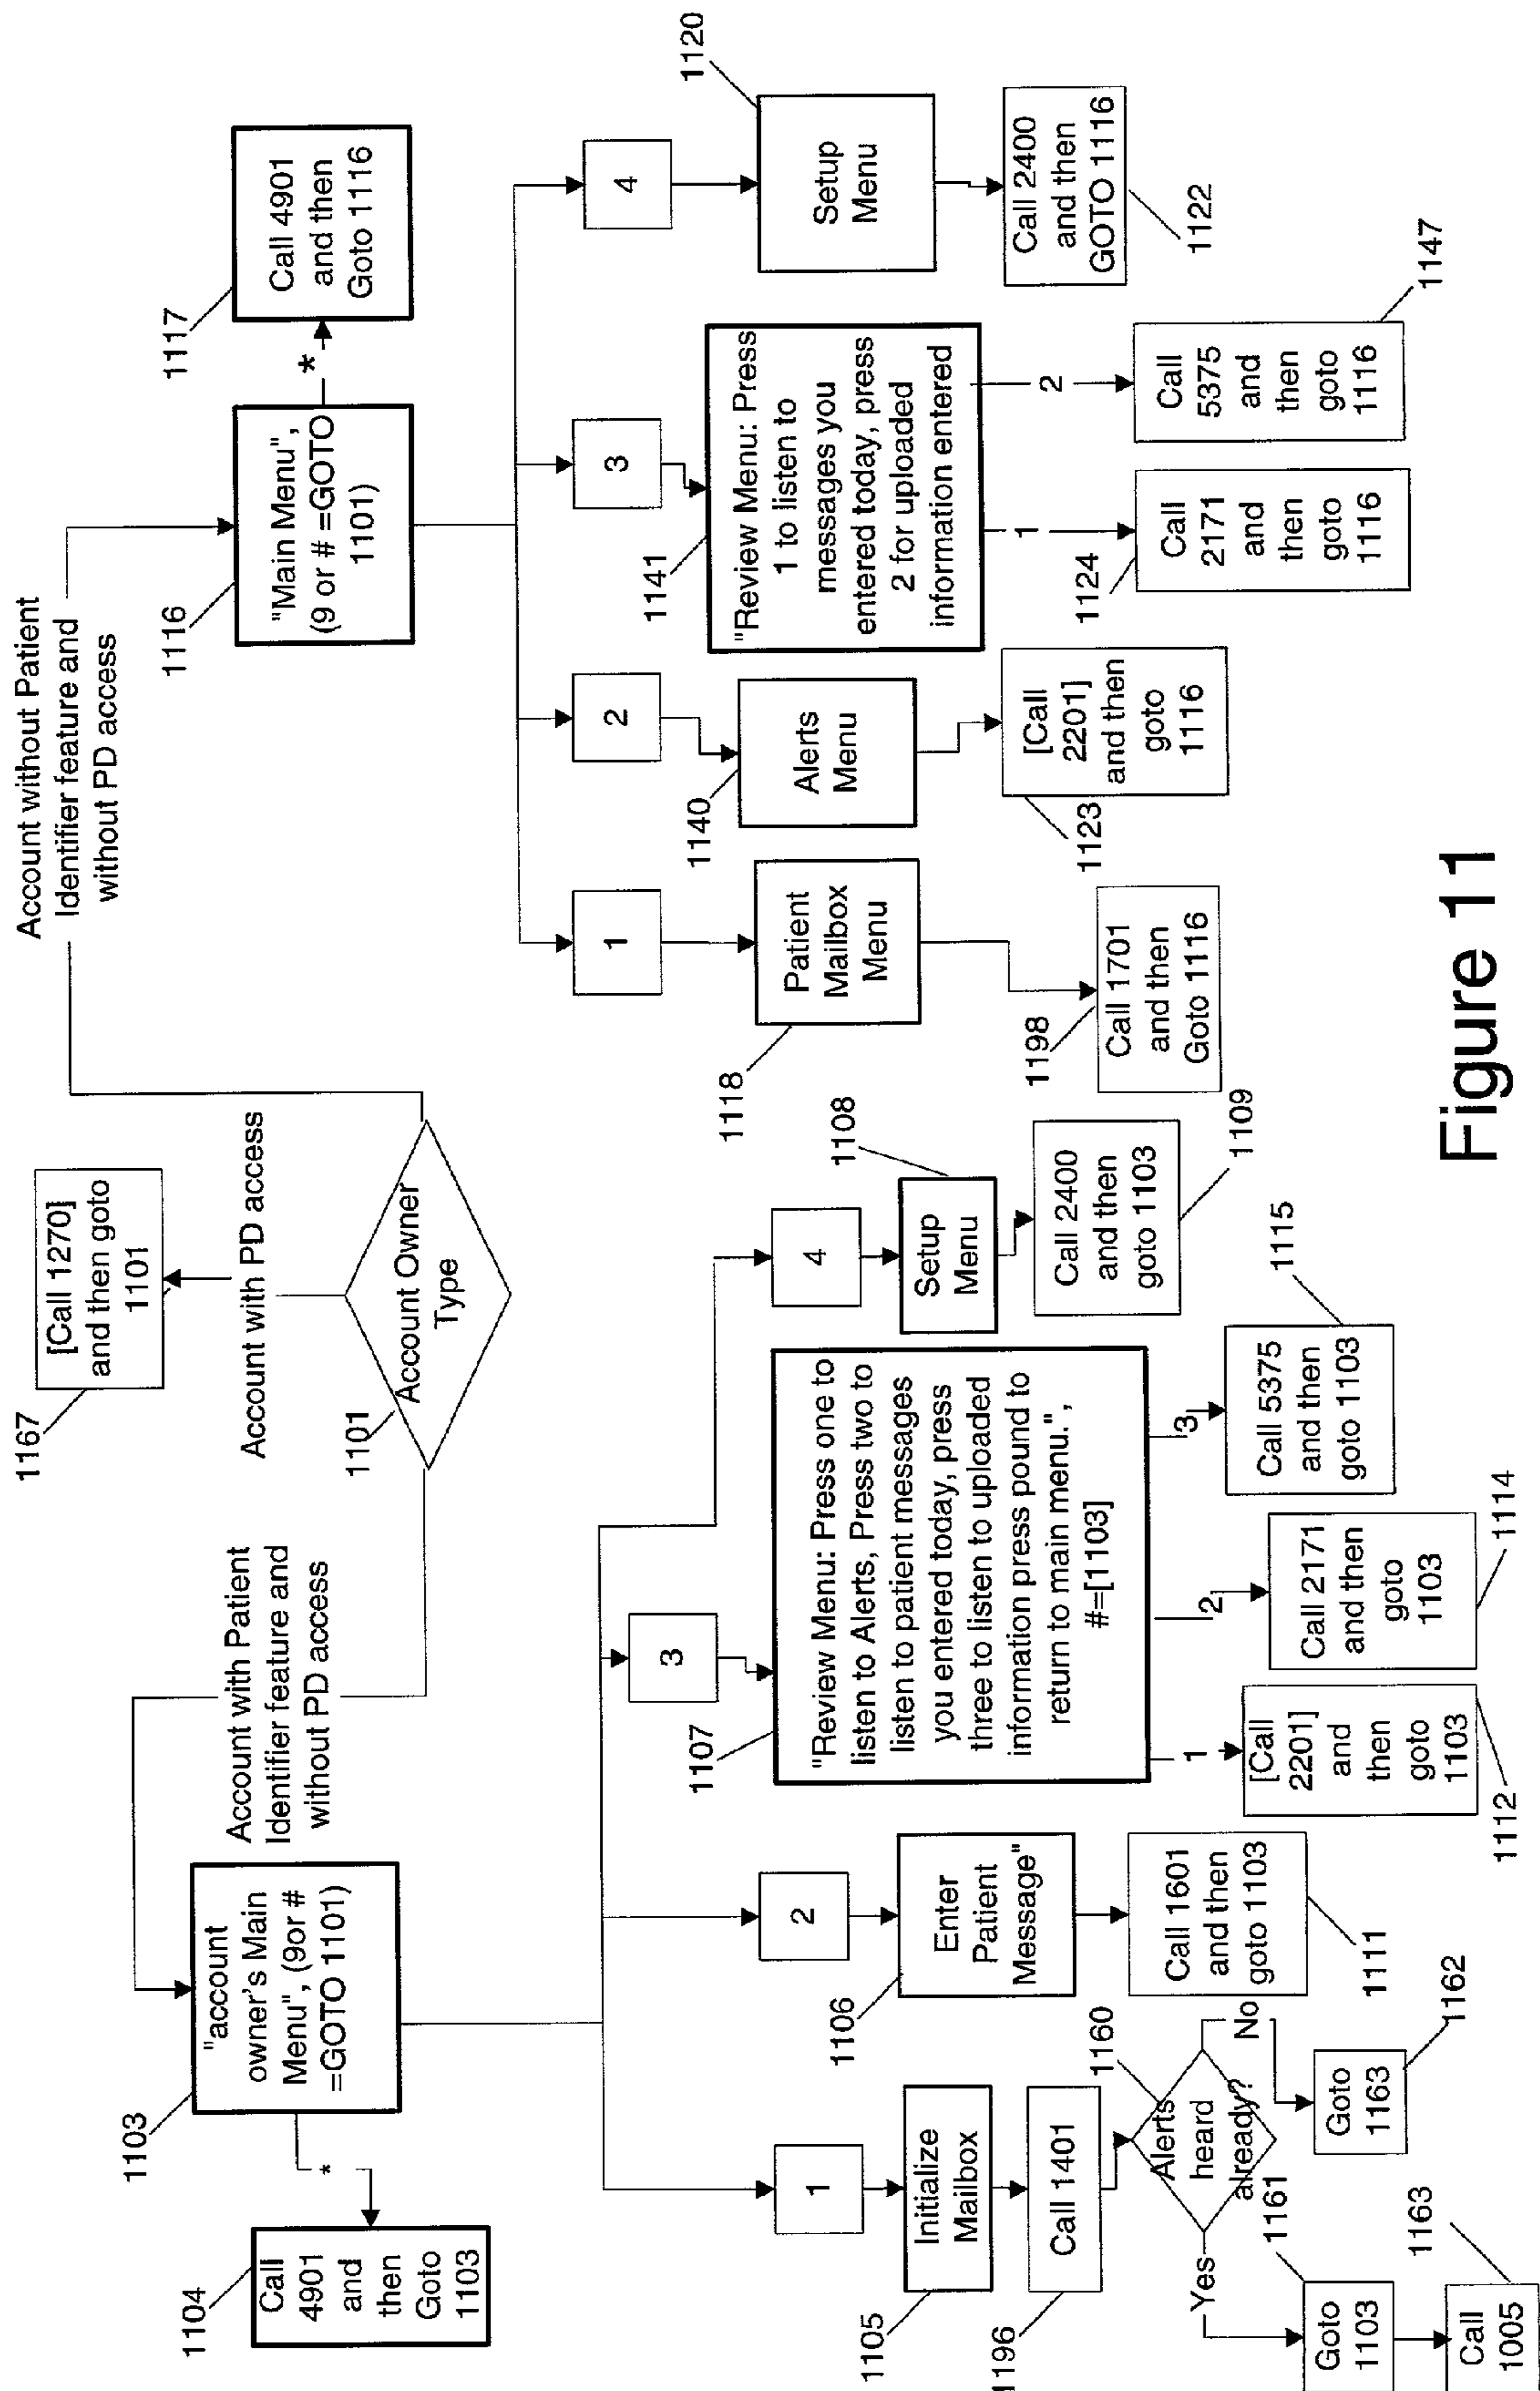 1167
[Call 1270]
and then goto
1101
Account with PD access
1101
Account Owner
Type
Account with Patient
Identifier feature and
without PD access
1103
"account
owner's Main
Menu", (9or #
=GOTO 1101)
*
1104
Call
4901
and
then
Goto
1103
1
1105
Initialize
Mailbox
1196
Call 1401
1160
Alerts
heard
already?
Yes
No
1161
Goto
1103
1163
Call
1005
Goto
1163
1162
2
1106
Enter
Patient
Message"
Call 1601
and then
goto 1103
1111
3
1107
"Review Menu: Press one to
listen to Alerts, Press two to
listen to patient messages
you entered today, press
three to listen to uploaded
information press pound to
return to main menu.",
#=[1103]
1
[Call
2201]
and
then
goto
1103
1112
2
Call 2171
and then
goto
1103
1114
3
Call 5375
and then
goto 1103
1115
4
1108
Setup
Menu
Call 2400
and then
goto 1103
1109
Account without Patient
Identifier feature and
without PD access
1116
"Main Menu",
(9 or # =GOTO
1101)
*
1117
Call 4901
and then
Goto 1116
1
1118
Patient
Mailbox
Menu
1198
Call 1701
and then
Goto 1116
2
1140
Alerts
Menu
1123
[Call
2201]
and then
goto
1116
3
1141
"Review Menu: Press
1 to listen to
messages you
entered today, press
2 for uploaded
information entered
1
1124
Call
2171
and
then
goto
1116
2
Call
5375
and
then
goto
1116
1147
4
1120
Setup
Menu
Call 2400
and then
GOTO 1116
1122
Figure 11